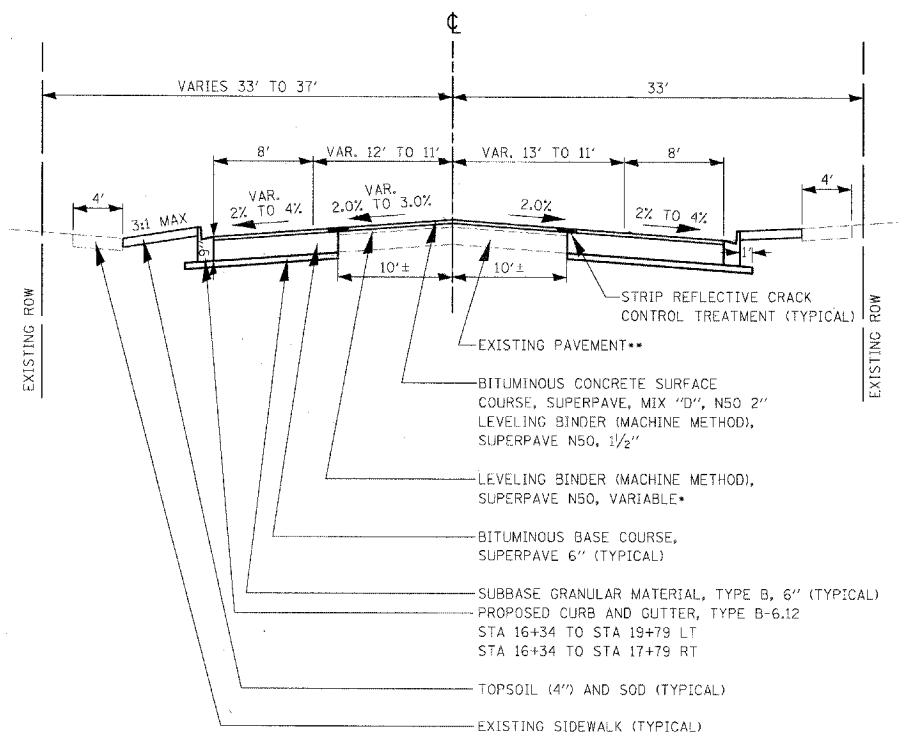 ℄
VARIES 33' TO 37'
33'
8'
VAR. 12' TO 11'
VAR. 13' TO 11'
8'
4'
3:1 MAX
VAR.
2% TO 4%
VAR.
2.0% TO 3.0%
2.0%
2% TO 4%
4'
9"
1"
10'±
10'±
EXISTING ROW
EXISTING ROW
STRIP REFLECTIVE CRACK
CONTROL TREATMENT (TYPICAL)
EXISTING PAVEMENT**
BITUMINOUS CONCRETE SURFACE
COURSE, SUPERPAVE, MIX "D", N50 2"
LEVELING BINDER (MACHINE METHOD),
SUPERPAVE N50, 1 1/2"
LEVELING BINDER (MACHINE METHOD),
SUPERPAVE N50, VARIABLE*
BITUMINOUS BASE COURSE,
SUPERPAVE 6" (TYPICAL)
SUBBASE GRANULAR MATERIAL, TYPE B, 6" (TYPICAL)
PROPOSED CURB AND GUTTER, TYPE B-6.12
STA 16+34 TO STA 19+79 LT
STA 16+34 TO STA 17+79 RT
TOPSOIL (4") AND SOD (TYPICAL)
EXISTING SIDEWALK (TYPICAL)